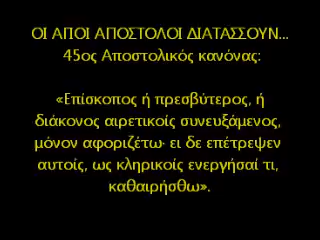 ΟΙ ΑΓΙΟΙ ΑΠΟΣΤΟΛΟΙ ΔΙΑΤΑΣΣΟΥΝ...
45ος Αποστολικός κανόνας:
«Επίσκοπος ή πρεσβύτερος, ή
διάκονος αιρετικοίς συνευξάμενος,
μόνον αφοριζέτω· ει δε επέτρεψεν
αυτοίς, ως κληρικοίς ενεργήσαί τι,
καθαιρήσθω».